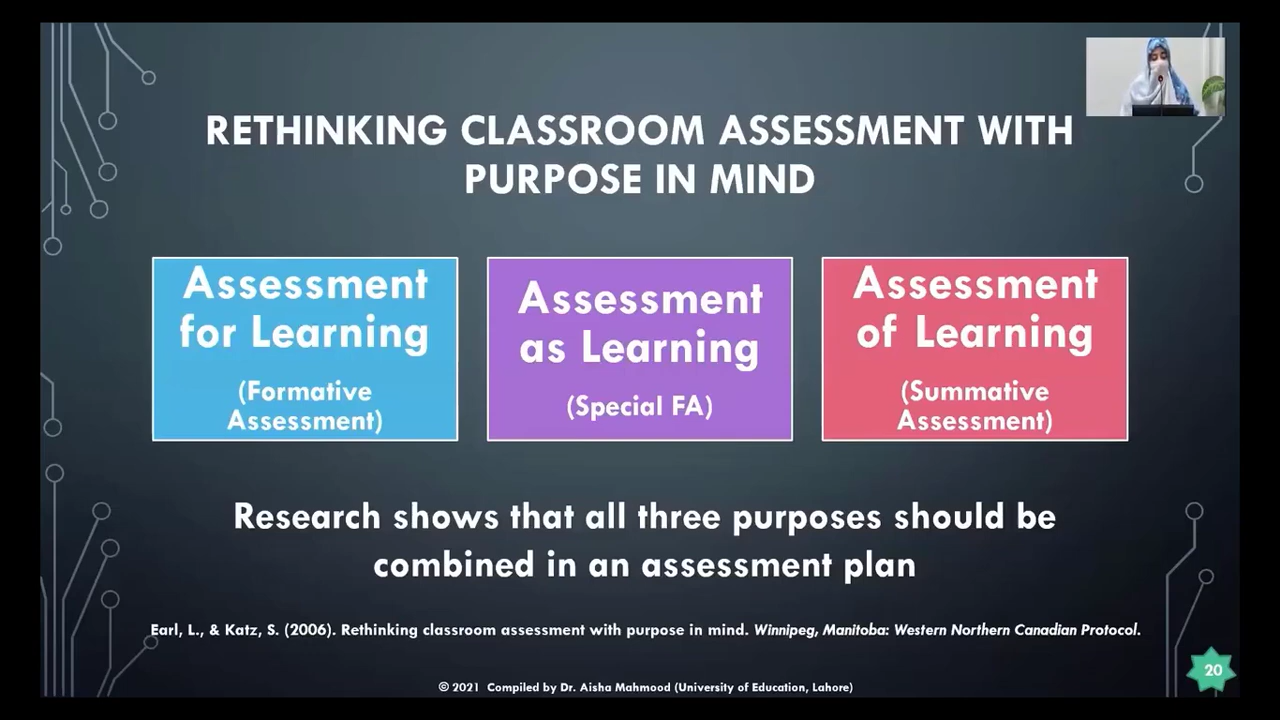 RETHINKING CLASSROOM ASSESSMENT WITH
PURPOSE IN MIND
Assessment
for Learning
(Formative
Assessment)
Assessment
as Learning
(Special FA)
Assessment
of Learning
(Summative
Assessment)
Research shows that all three purposes should be
combined in an assessment plan
Earl, L., & Katz, S. (2006). Rethinking classroom assessment with purpose in mind. Winnipeg, Manitoba: Western Northern Canadian Protocol.
20
© 2021 Compiled by Dr. Aisha Mahmood (University of Education, Lahore)